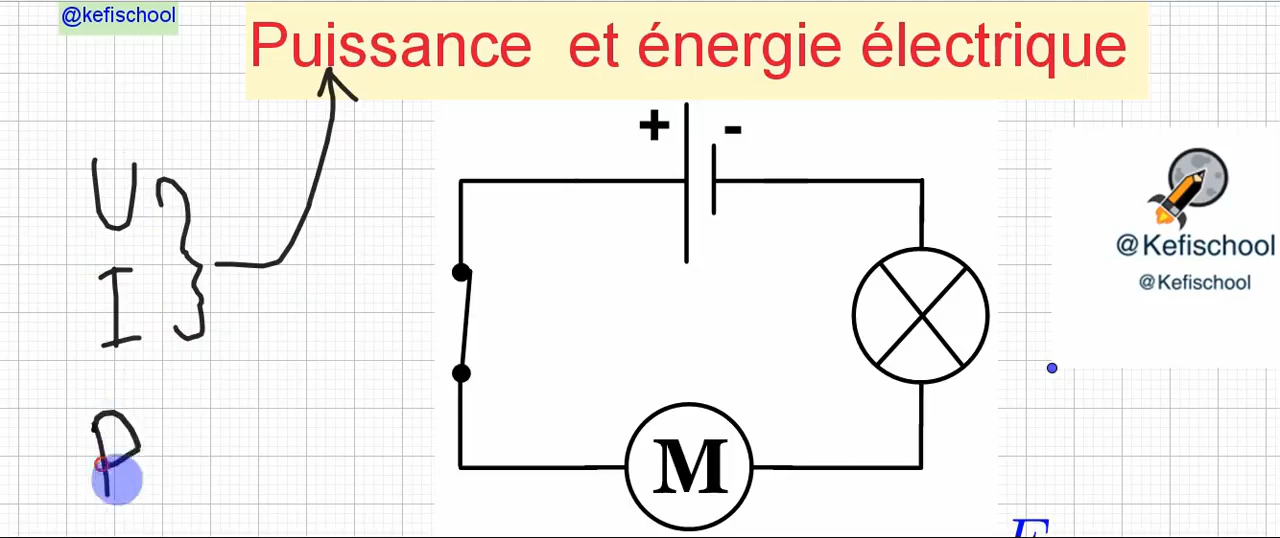 @kefischool
Puissance et énergie électrique
+ -
U
I
P
M
@Kefischool
@Kefischool